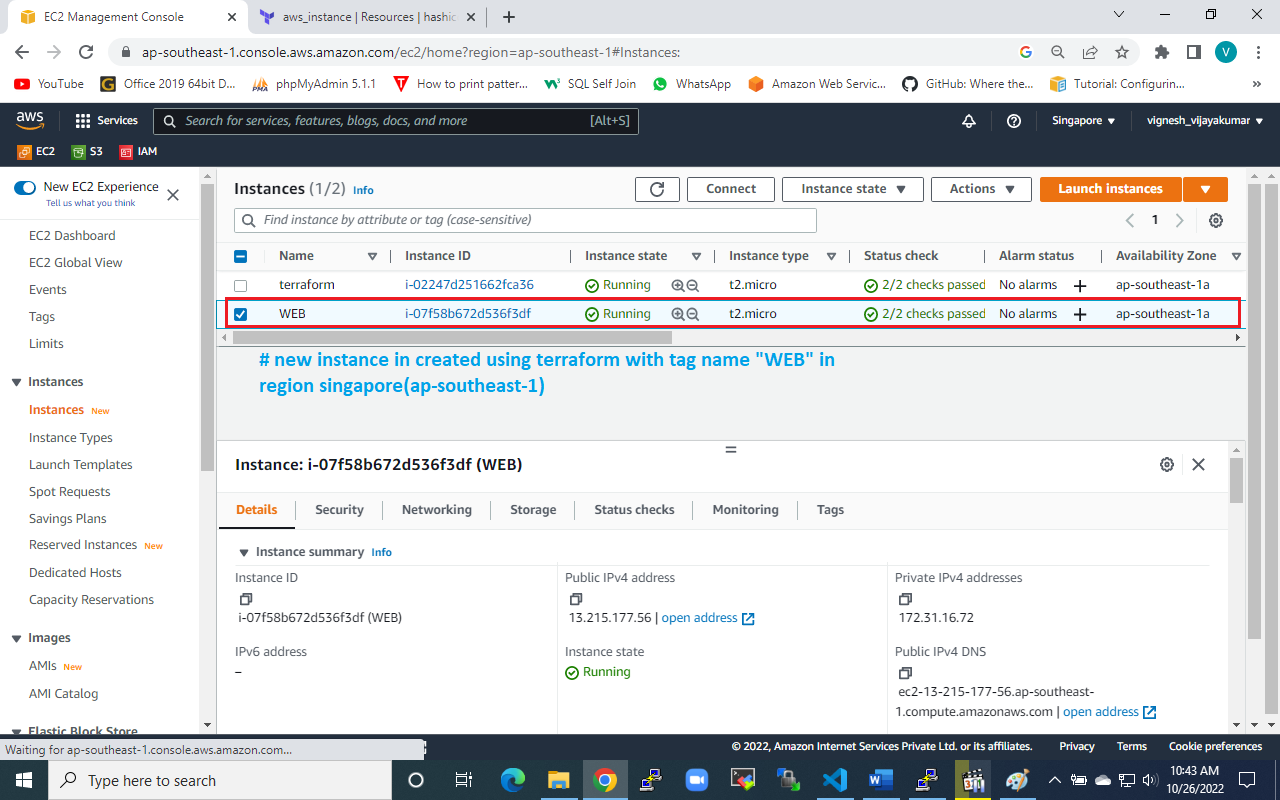 EC2 Management Console
aws_instance | Resources | hashic
ap-southeast-1.console.aws.amazon.com/ec2/home?region=ap-southeast-1#Instances:
V
YouTube
Office 2019 64bit D...
phpMyAdmin 5.1.1
How to print patter...
SQL Self Join
WhatsApp
Amazon Web Servic...
GitHub: Where the...
Tutorial: Configurin...
»
aws
Services
Search for services, features, blogs, docs, and more
[Alt+S]
Singapore
vignesh_vijayakumar
EC2
S3
IAM
New EC2 Experience
Tell us what you think
EC2 Dashboard
EC2 Global View
Events
Tags
Limits
Instances
Instances New
Instance Types
Launch Templates
Spot Requests
Savings Plans
Reserved Instances New
Dedicated Hosts
Capacity Reservations
Images
AMIs New
AMI Catalog
Elastic Block Store
Instances (1/2) Info
Connect
Instance state
Actions
Launch instances
Find instance by attribute or tag (case-sensitive)
1
Name Instance ID Instance state Instance type Status check Alarm status Availability Zone
terraform i-02247d251662fca36 Running t2.micro 2/2 checks passed No alarms ap-southeast-1a
WEB i-07f58b672d536f3df Running t2.micro 2/2 checks passed No alarms ap-southeast-1a
# new instance in created using terraform with tag name "WEB" in
region singapore(ap-southeast-1)
Instance: i-07f58b672d536f3df (WEB)
Details Security Networking Storage Status checks Monitoring Tags
Instance summary Info
Instance ID
i-07f58b672d536f3df (WEB)
Public IPv4 address
13.215.177.56 | open address
Private IPv4 addresses
172.31.16.72
IPv6 address
–
Instance state
Running
Public IPv4 DNS
ec2-13-215-177-56.ap-southeast-
1.compute.amazonaws.com | open address
Waiting for ap-southeast-1.console.aws.amazon.com...
© 2022, Amazon Internet Services Private Ltd. or its affiliates.
Privacy
Terms
Cookie preferences
Type here to search
10:43 AM
10/26/2022